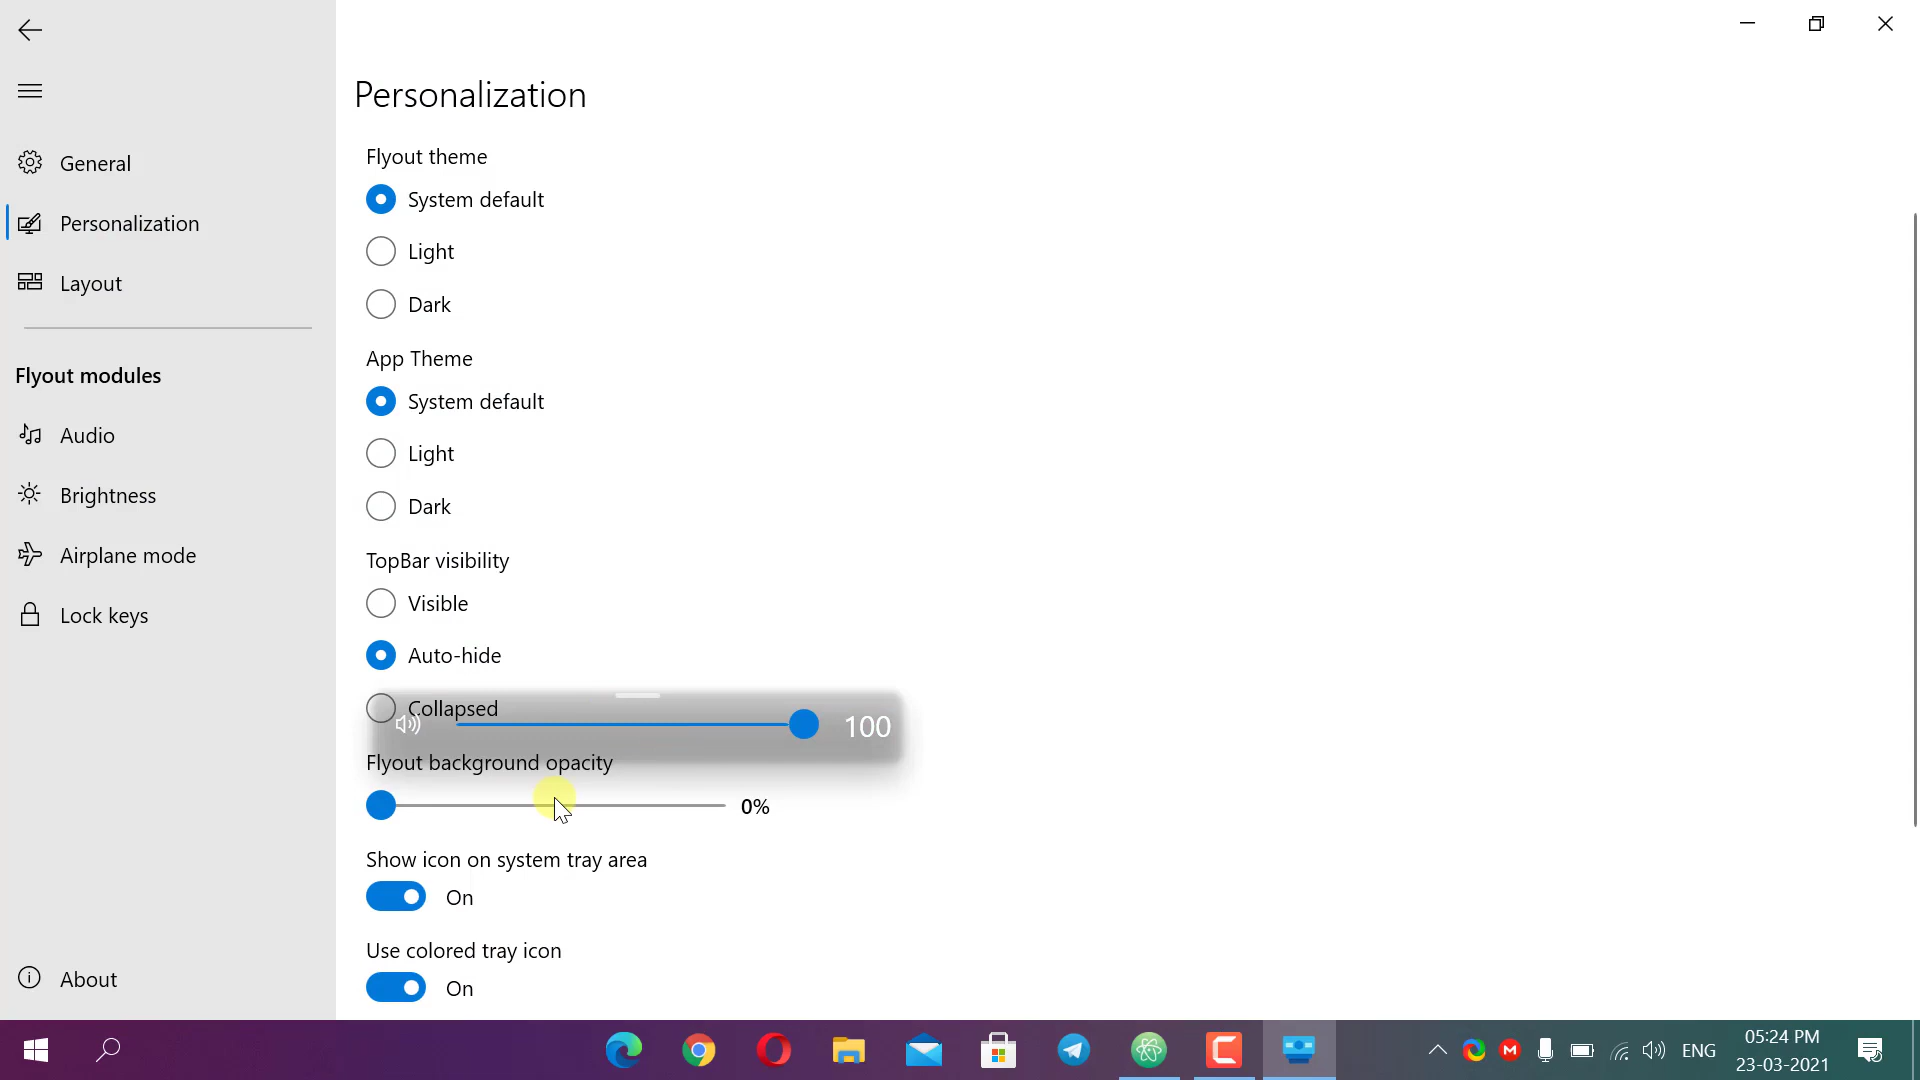 Personalization
General
Personalization
Layout
Flyout modules
Audio
Brightness
Airplane mode
Lock keys
About
Flyout theme
System default
Light
Dark
App Theme
System default
Light
Dark
TopBar visibility
Visible
Auto-hide
Collapsed
100
Flyout background opacity
0%
Show icon on system tray area
On
Use colored tray icon
On
ENG
05:24 PM
23-03-2021